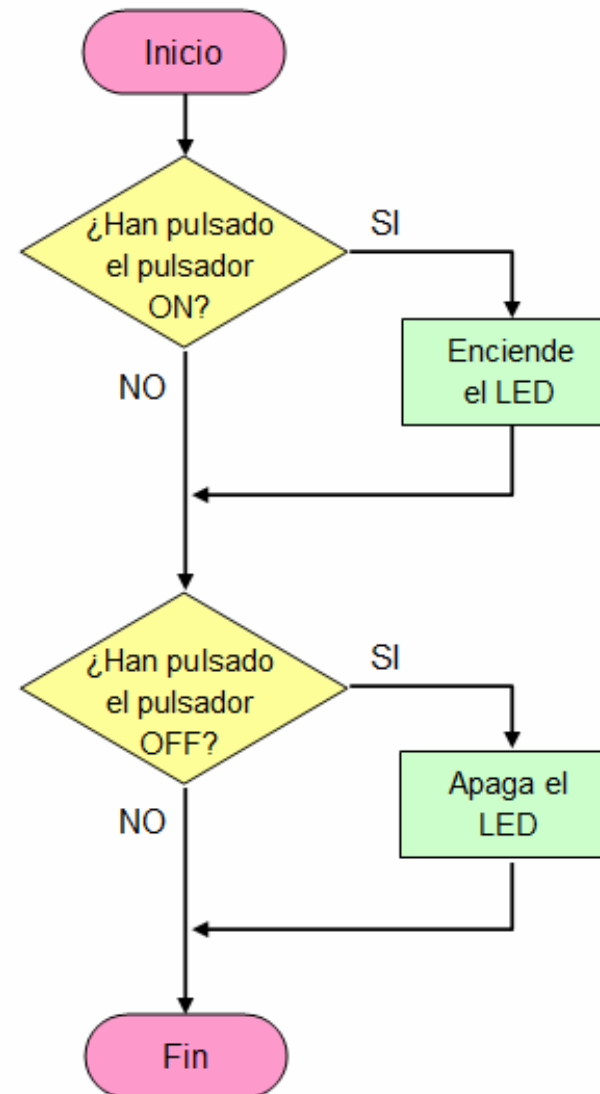 Inicio
¿Han pulsado
el pulsador
ON?
SI
Enciende
el LED
NO
¿Han pulsado
el pulsador
OFF?
SI
Apaga el
LED
NO
Fin